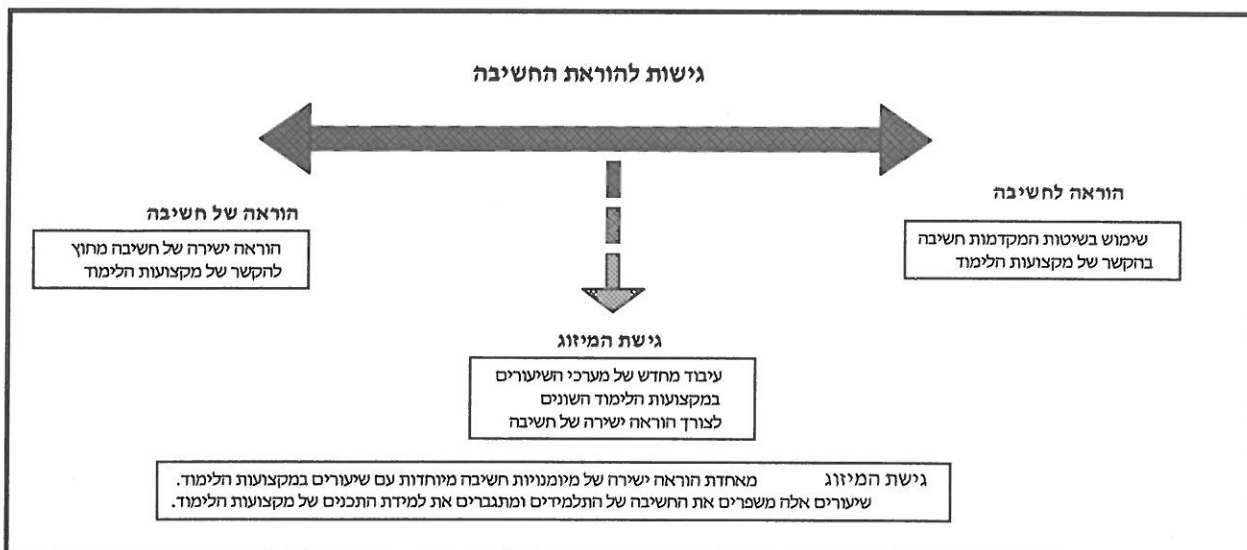 גישות להוראת החשיבה
הוראה לחשיבה
שימוש בשיטות המקדמות חשיבה
בהקשר של מקצועות הלימוד
הוראה של חשיבה
הוראה ישירה של חשיבה מחוץ
להקשר של מקצועות הלימוד
גישת המיזוג
עיבוד מחדש של מערכי השיעורים
במקצועות הלימוד השונים
לצורך הוראה ישירה של חשיבה
גישת המיזוג מאחדת הוראה ישירה של מיומנויות חשיבה מיוחדות עם שיעורים במקצועות הלימוד.
שיעורים אלה משפרים את החשיבה של התלמידים ומתגברים את למידת התכנים של מקצועות הלימוד.